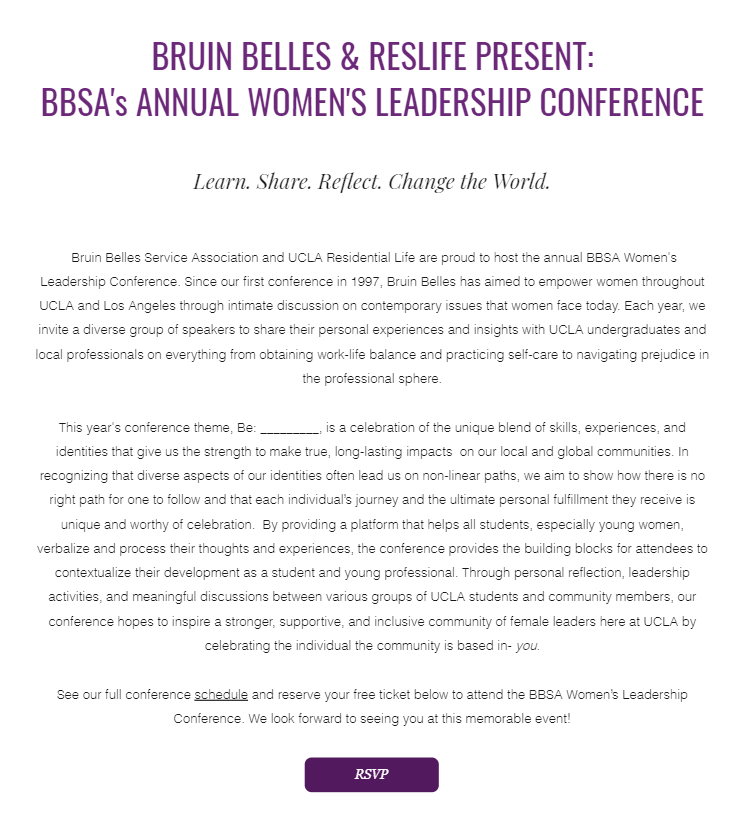 BRUIN BELLES & RESLIFE PRESENT:
BBSA's ANNUAL WOMEN'S LEADERSHIP CONFERENCE
Learn. Share. Reflect. Change the World.
Bruin Belles Service Association and UCLA Residential Life are proud to host the annual BBSA Women's
Leadership Conference. Since our first conference in 1997, Bruin Belles has aimed to empower women throughout
UCLA and Los Angeles through intimate discussion on contemporary issues that women face today. Each year, we
invite a diverse group of speakers to share their personal experiences and insights with UCLA undergraduates and
local professionals on everything from obtaining work-life balance and practicing self-care to navigating prejudice in
the professional sphere.
This year's conference theme, Be: _________, is a celebration of the unique blend of skills, experiences, and
identities that give us the strength to make true, long-lasting impacts  on our local and global communities. In
recognizing that diverse aspects of our identities often lead us on non-linear paths, we aim to show how there is no
right path for one to follow and that each individual's journey and the ultimate personal fulfillment they receive is
unique and worthy of celebration.  By providing a platform that helps all students, especially young women,
verbalize and process their thoughts and experiences, the conference provides the building blocks for attendees to
contextualize their development as a student and young professional. Through personal reflection, leadership
activities, and meaningful discussions between various groups of UCLA students and community members, our
conference hopes to inspire a stronger, supportive, and inclusive community of female leaders here at UCLA by
celebrating the individual the community is based in- you.
See our full conference schedule and reserve your free ticket below to attend the BBSA Women's Leadership
Conference. We look forward to seeing you at this memorable event!
RSVP